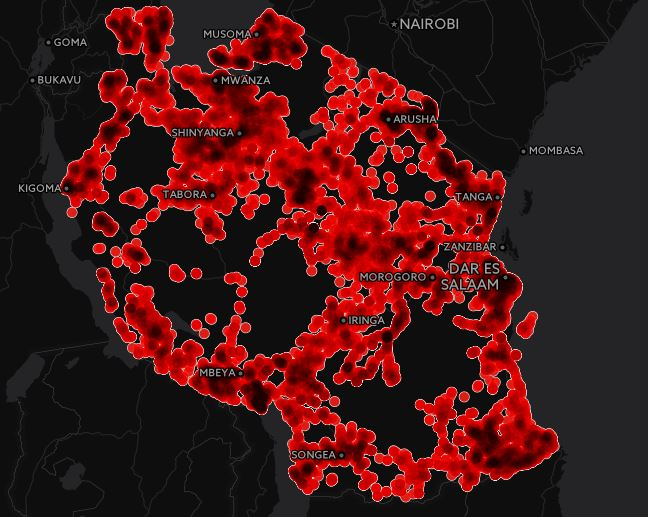 MUSOMA
NAIROBI
GOMA
BUKAVU
MWANZA
ARUSHA
SHINYANGA
MOMBASA
KIGOMA
TABORA
TANGA
ZANZIBAR
DAR ES
SALAAM
MOROGORO
IRINGA
MBEYA
SONGEA